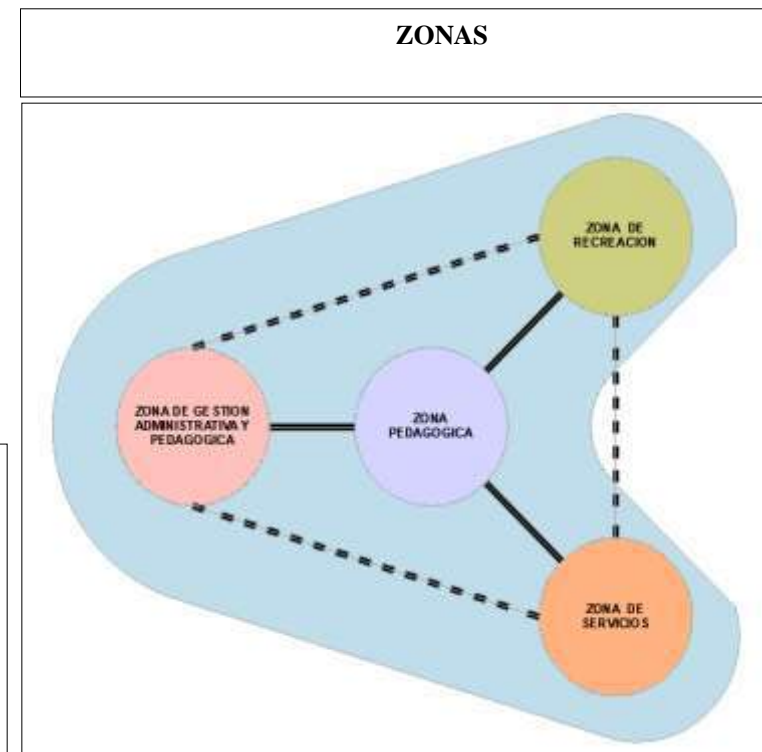 ZONAS
ZONA DE
RECREACION
ZONA DE GESTION
ADMINISTRATIVA Y
PEDAGOGICA
ZONA
PEDAGOGICA
ZONA DE
SERVICIOS